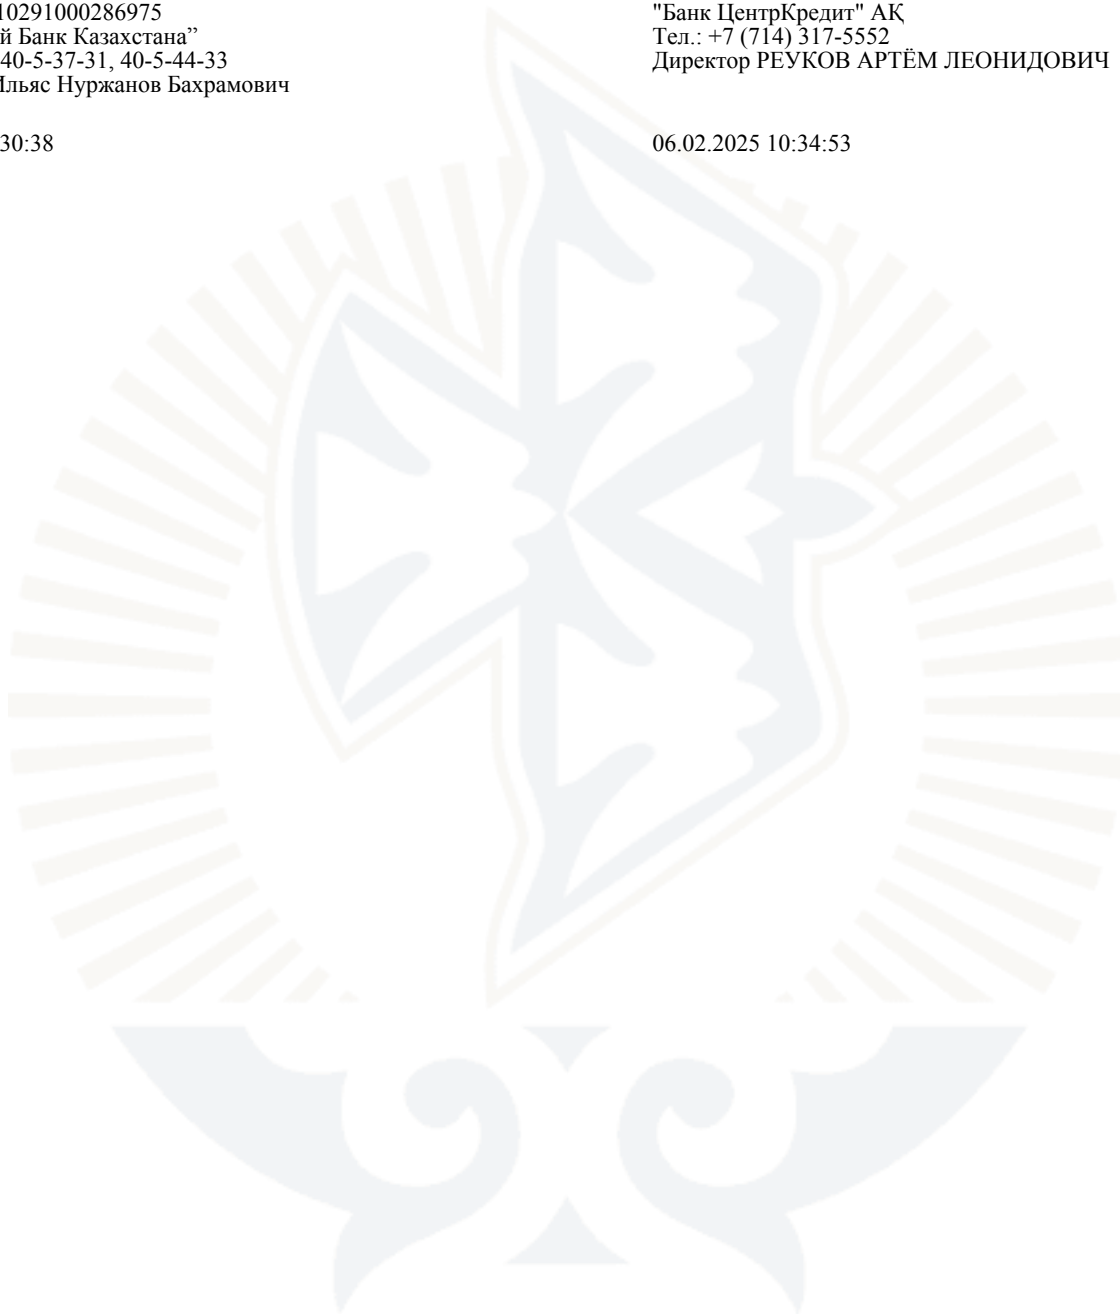 10291000286975
й Банк Казахстана”
40-5-37-31, 40-5-44-33
Ильяс Нуржанов Бахрамович
30:38
"Банк ЦентрКредит" АҚ
Тел.: +7 (714) 317-5552
Директор РЕУКОВ АРТЁМ ЛЕОНИДОВИЧ
06.02.2025 10:34:53